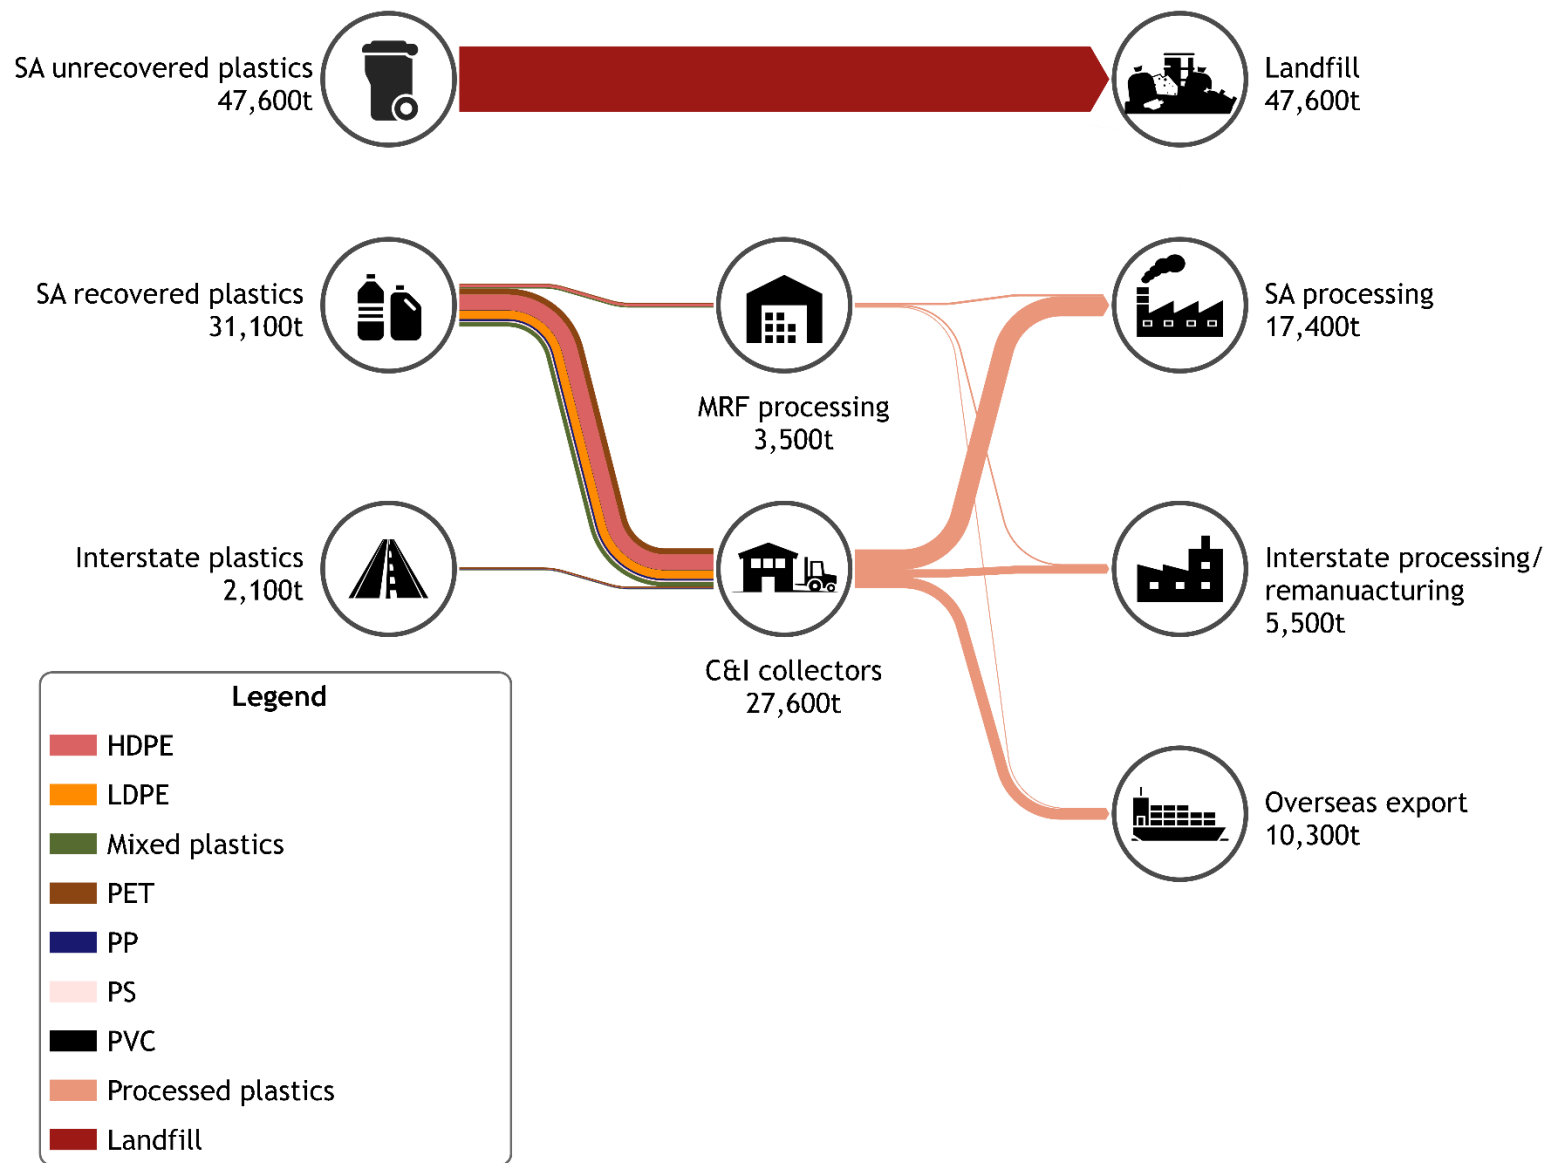 SA unrecovered plastics
47,600t
Landfill
47,600t
SA recovered plastics
31,100t
MRF processing
3,500t
SA processing
17,400t
Interstate plastics
2,100t
C&I collectors
27,600t
Interstate processing/
remanuacturing
5,500t
Overseas export
10,300t
Legend
HDPE
LDPE
Mixed plastics
PET
PP
PS
PVC
Processed plastics
Landfill